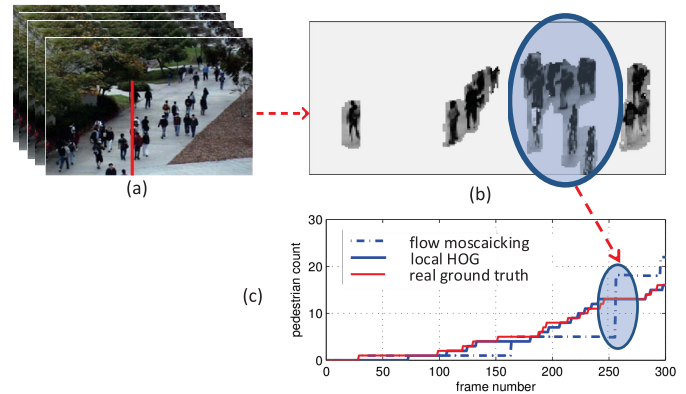 (a)
(b)
(c)
30
20
10
0
pedestrian count
flow moscaicking
local HOG
real ground truth
0 50 100 150 200 250 300
frame number